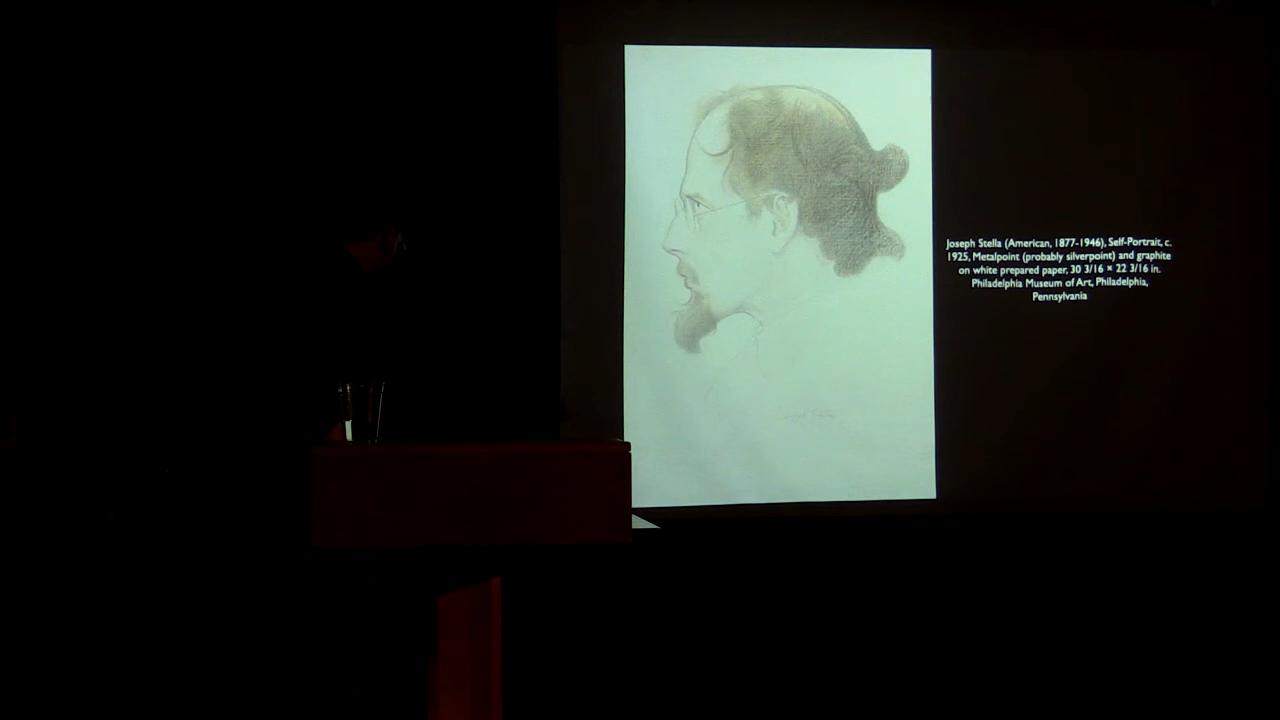 Joseph Stella (American, 1877-1946), Self-Portrait, c.
1925, Metalpoint (probably silverpoint) and graphite
on white prepared paper, 30 3/16 × 22 3/16 in.
Philadelphia Museum of Art, Philadelphia,
Pennsylvania